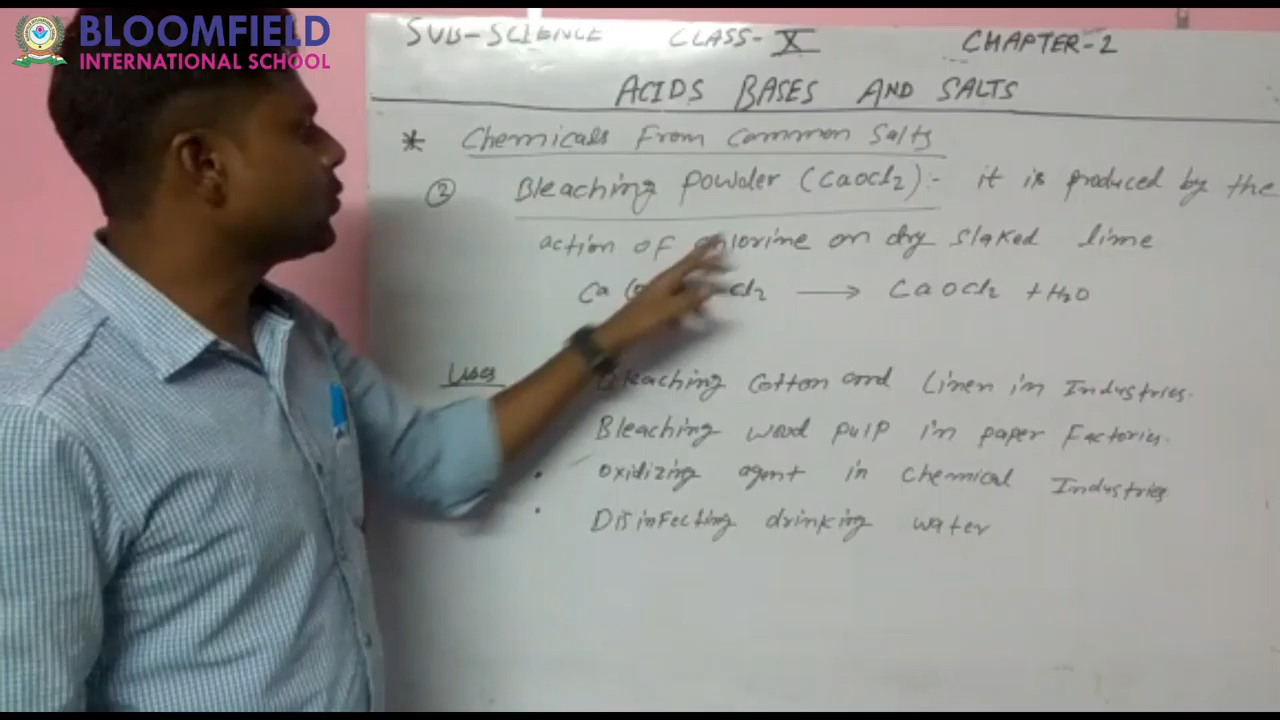 BLOOMFIELD
INTERNATIONAL SCHOOL
SUB-SCIENCE CLASS-X CHAPTER-2
ACIDS BASES AND SALTS
* Chemicals From Common Salts
② Bleaching Powder (CaOCl2):- it is produced by the
action of chlorine on dry slaked lime
Ca Cl2 → CaOCl2 + H2O
Uses
Bleaching Cotton and Linen in Industries.
Bleaching wood pulp in paper Factories.
• Oxidizing agent in Chemical Industries
• Disinfecting drinking water